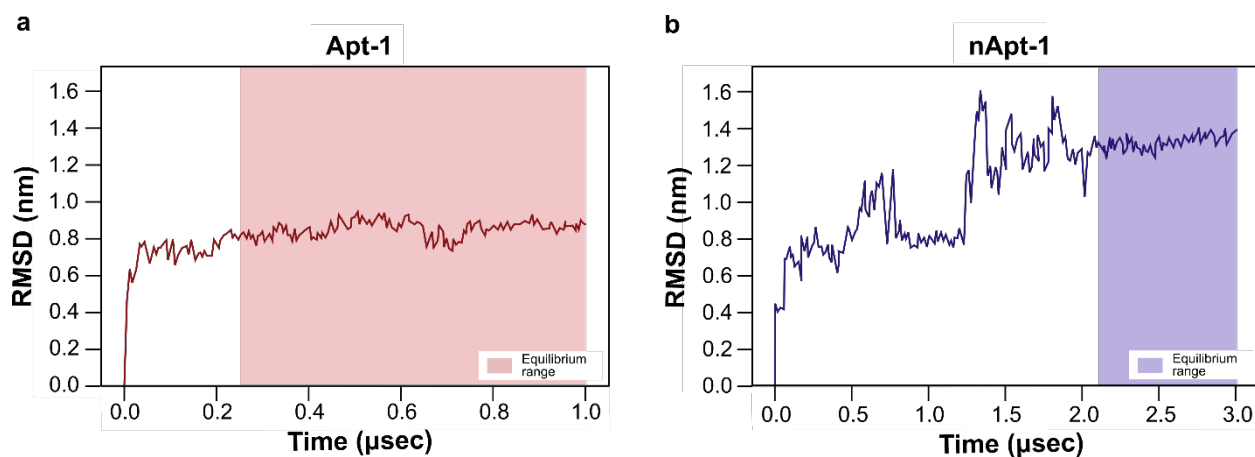 a
Apt-1
RMSD (nm)
1.6
1.4
1.2
1.0
0.8
0.6
0.4
0.2
0.0
Equilibrium
range
0.0 0.2 0.4 0.6 0.8 1.0
Time (µsec)
b
nApt-1
RMSD (nm)
1.6
1.4
1.2
1.0
0.8
0.6
0.4
0.2
0.0
Equilibrium
range
0.0 0.5 1.0 1.5 2.0 2.5 3.0
Time (µsec)